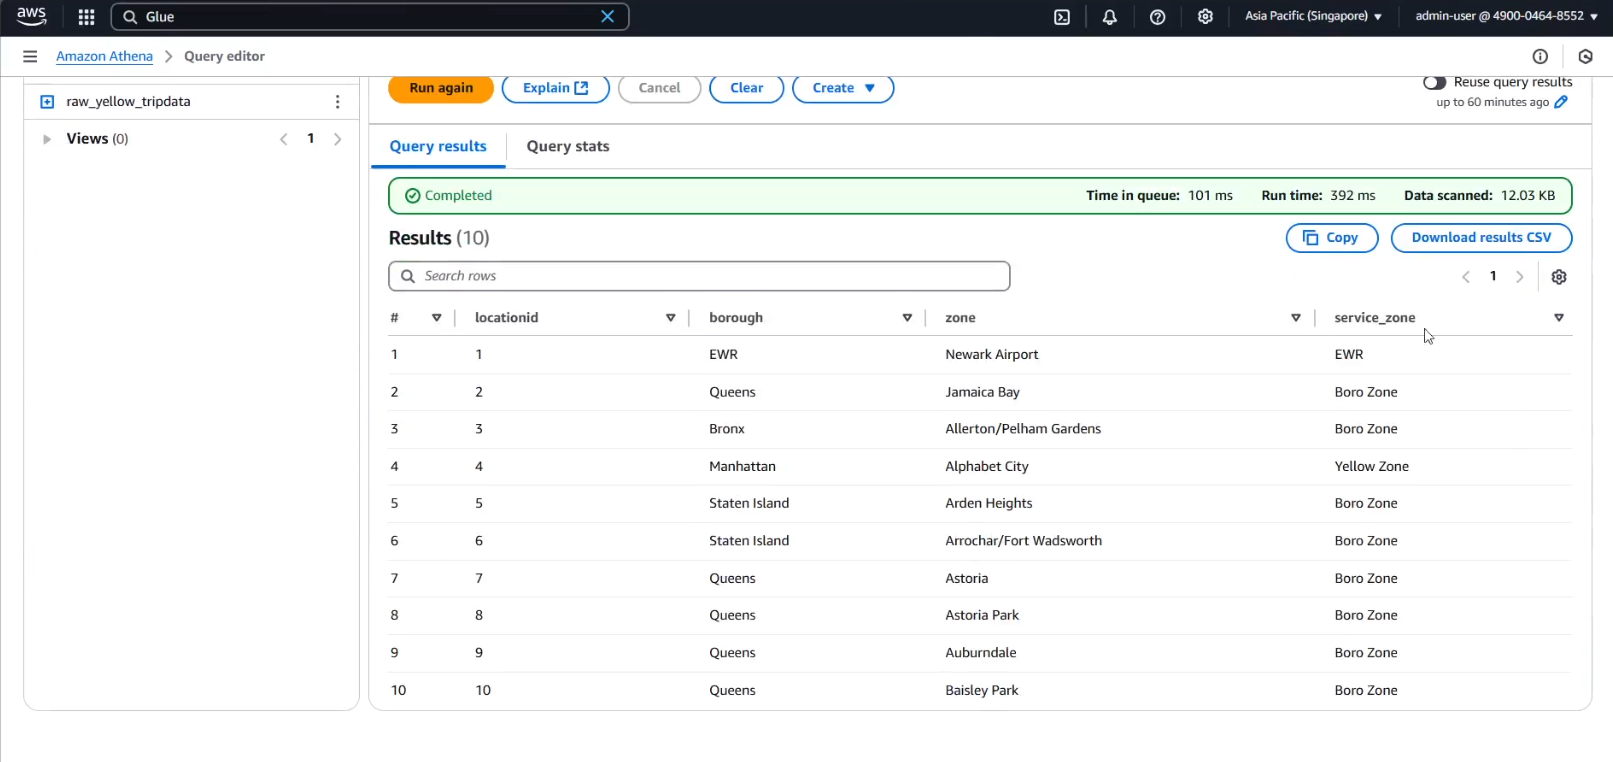 aws Glue Asia Pacific (Singapore) ▼ admin-user @ 4900-0464-8552 ▼
Amazon Athena > Query editor
raw_yellow_tripdata
Views (0) < 1 >
Run again Explain Cancel Clear Create ▼
Reuse query results
up to 60 minutes ago
Query results Query stats
Completed Time in queue: 101 ms Run time: 392 ms Data scanned: 12.03 KB
Results (10) Copy Download results CSV
Search rows < 1 >
# locationid borough zone service_zone
1 1 EWR Newark Airport EWR
2 2 Queens Jamaica Bay Boro Zone
3 3 Bronx Allerton/Pelham Gardens Boro Zone
4 4 Manhattan Alphabet City Yellow Zone
5 5 Staten Island Arden Heights Boro Zone
6 6 Staten Island Arrochar/Fort Wadsworth Boro Zone
7 7 Queens Astoria Boro Zone
8 8 Queens Astoria Park Boro Zone
9 9 Queens Auburndale Boro Zone
10 10 Queens Baisley Park Boro Zone